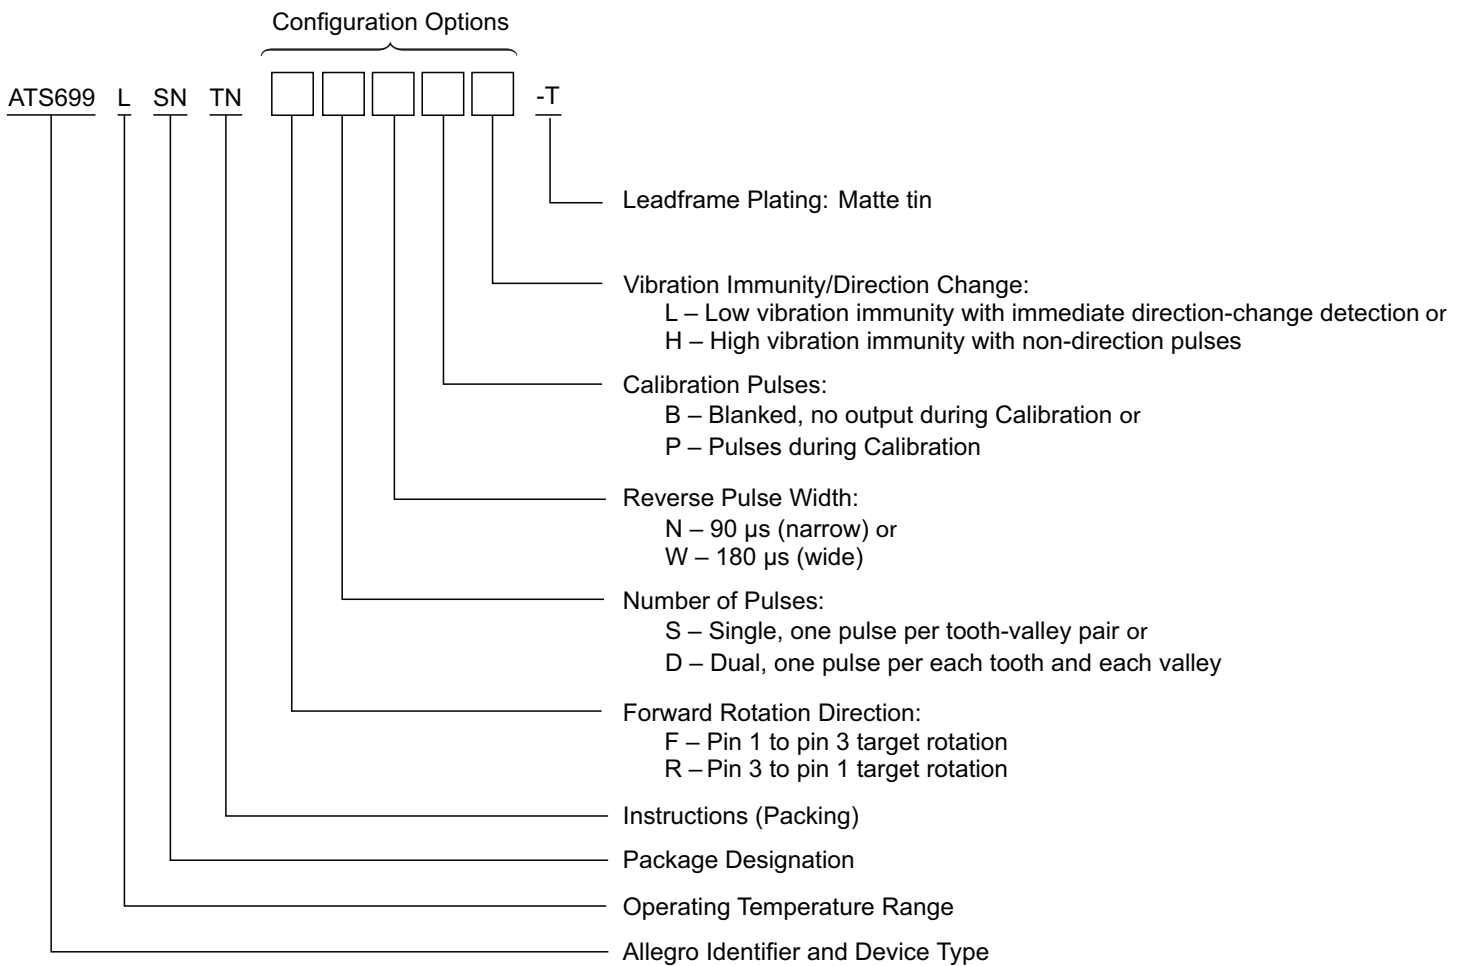 Configuration Options
ATS699 L SN TN -T
Leadframe Plating: Matte tin
Vibration Immunity/Direction Change:
L – Low vibration immunity with immediate direction-change detection or
H – High vibration immunity with non-direction pulses
Calibration Pulses:
B – Blanked, no output during Calibration or
P – Pulses during Calibration
Reverse Pulse Width:
N – 90 µs (narrow) or
W – 180 µs (wide)
Number of Pulses:
S – Single, one pulse per tooth-valley pair or
D – Dual, one pulse per each tooth and each valley
Forward Rotation Direction:
F – Pin 1 to pin 3 target rotation
R – Pin 3 to pin 1 target rotation
Instructions (Packing)
Package Designation
Operating Temperature Range
Allegro Identifier and Device Type